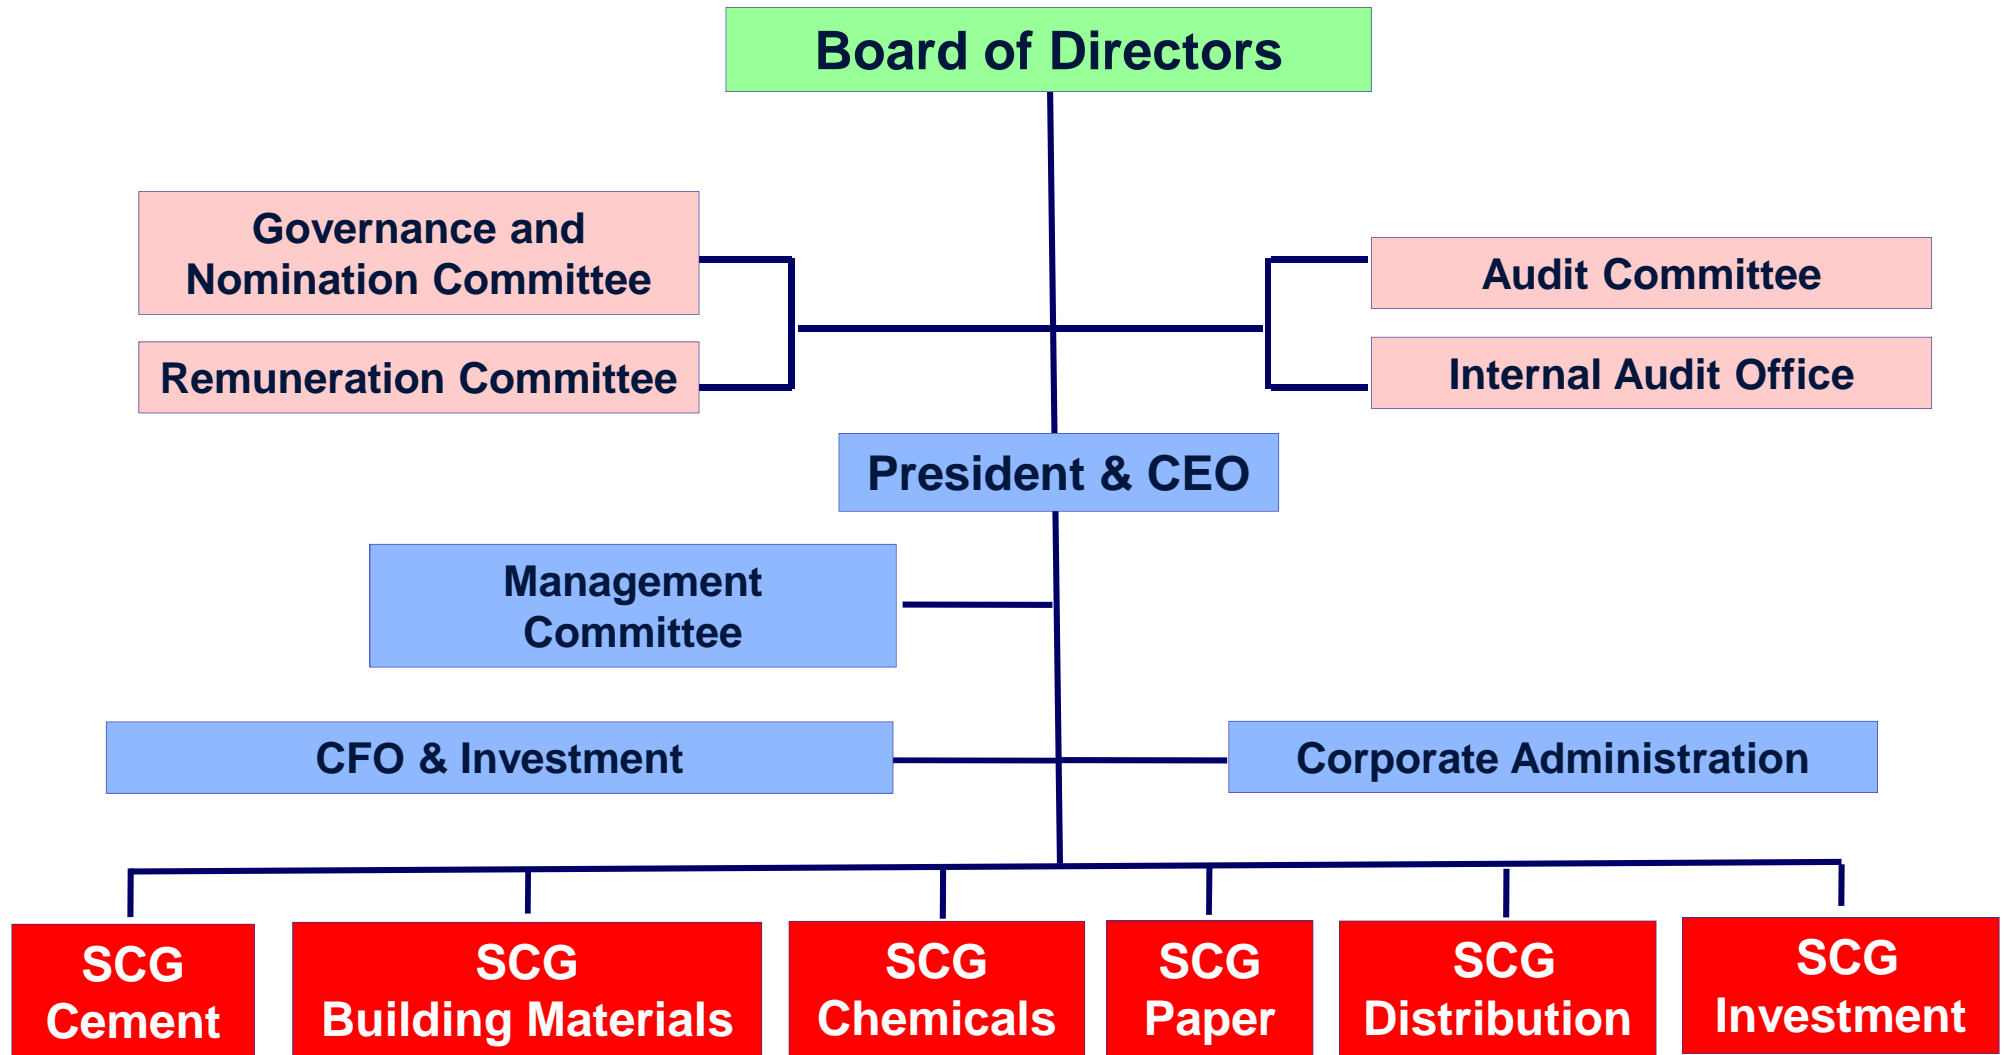 Board of Directors
Governance and
Nomination Committee
Audit Committee
Remuneration Committee
Internal Audit Office
President & CEO
Management
Committee
CFO & Investment
Corporate Administration
SCG
Cement
SCG
Building Materials
SCG
Chemicals
SCG
Paper
SCG
Distribution
SCG
Investment